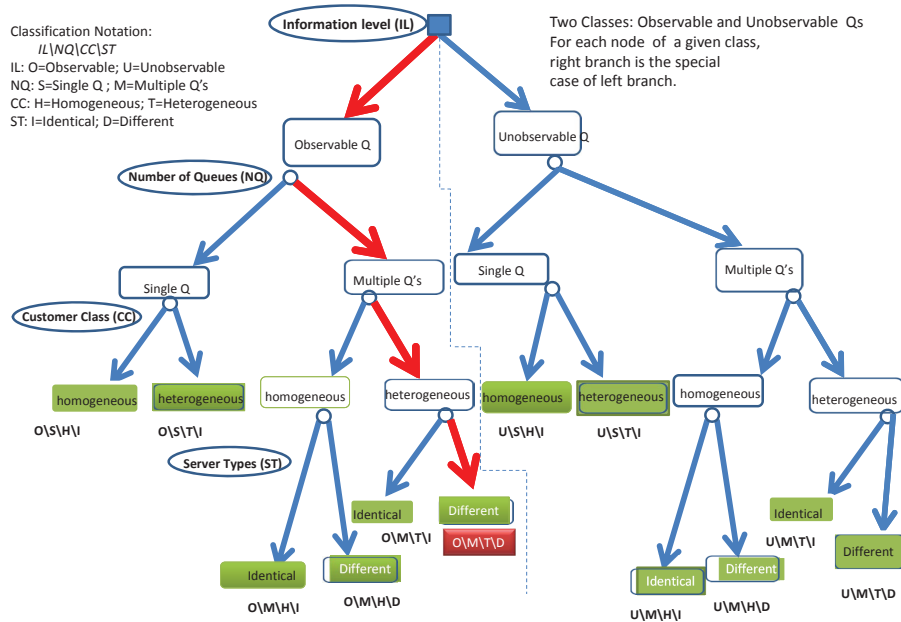 Information level (IL)
Classification Notation:
IL\NQ\CC\ST
IL: O=Observable; U=Unobservable
NQ: S=Single Q ; M=Multiple Q's
CC: H=Homogeneous; T=Heterogeneous
ST: I=Identical; D=Different
Two Classes: Observable and Unobservable Qs
For each node of a given class,
right branch is the special
case of left branch.
Observable Q
Unobservable Q
Number of Queues (NQ)
Single Q
Multiple Q's
Single Q
Multiple Q's
Customer Class (CC)
homogeneous
heterogeneous
homogeneous
heterogeneous
homogeneous
heterogeneous
homogeneous
heterogeneous
O\S\H\I
O\S\T\I
U\S\H\I
U\S\T\I
Server Types (ST)
Identical
Different
O\M\T\I
O\M\T\D
Identical
U\M\T\I
Different
U\M\T\D
Identical
Different
O\M\H\I
O\M\H\D
Identical
Different
U\M\H\I
U\M\H\D